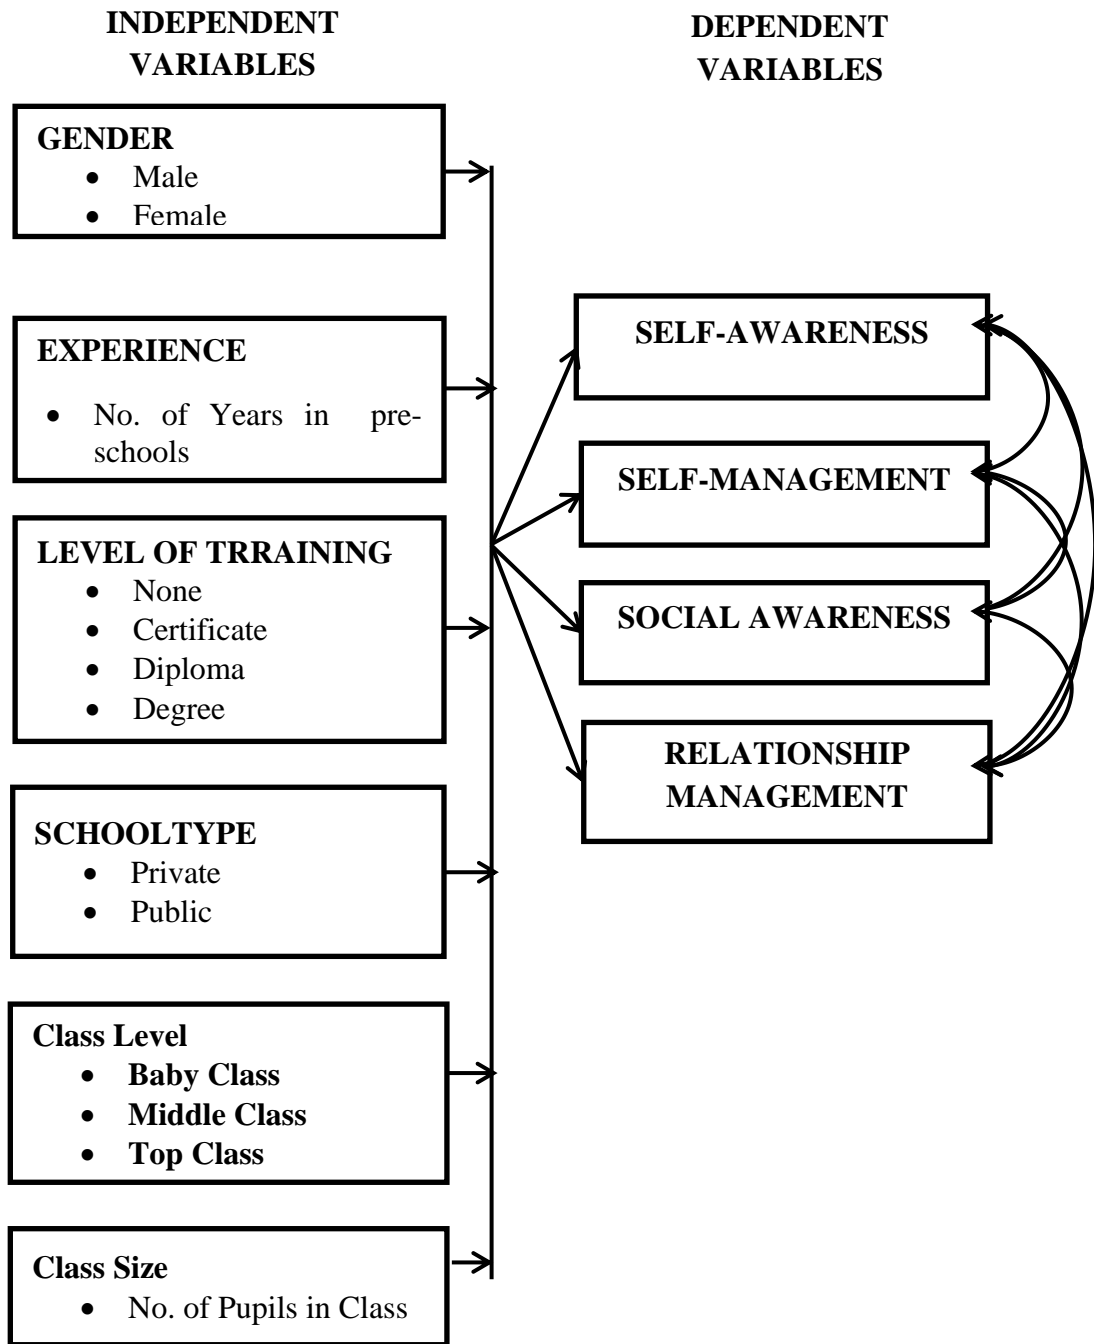 INDEPENDENT
VARIABLES
GENDER
• Male
• Female
EXPERIENCE
• No. of Years in pre-
schools
LEVEL OF TRRAINING
• None
• Certificate
• Diploma
• Degree
SCHOOLTYPE
• Private
• Public
Class Level
• Baby Class
• Middle Class
• Top Class
Class Size
• No. of Pupils in Class
DEPENDENT
VARIABLES
SELF-AWARENESS
SELF-MANAGEMENT
SOCIAL AWARENESS
RELATIONSHIP
MANAGEMENT